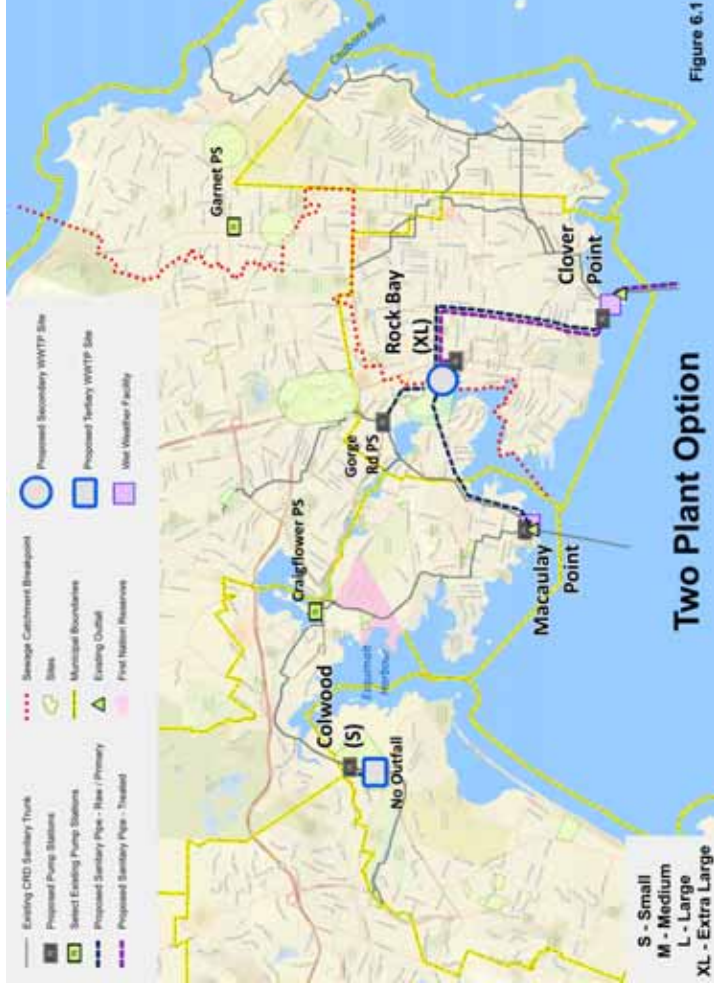 Existing CRD Sanitary Trunk
Proposed Pump Stations
Select Existing Pump Stations
Proposed Sanitary Pipe - Raw / Primary
Proposed Sanitary Pipe - Treated
Sewage Catchment Breakpoint
Sites
Municipal Boundaries
Existing Outfall
First Nation Reserves
Proposed Secondary WWTP Site
Proposed Tertiary WWTP Site
Wet Weather Facility
Cadboro Bay
Garnet PS
Rock Bay
(XL)
Clover
Point
Gorge
Rd PS
Craigflower PS
Macaulay
Point
Esquimalt
Harbour
Colwood
(S)
No Outfall
Two Plant Option
S - Small
M - Medium
L - Large
XL - Extra Large
Figure 6.1